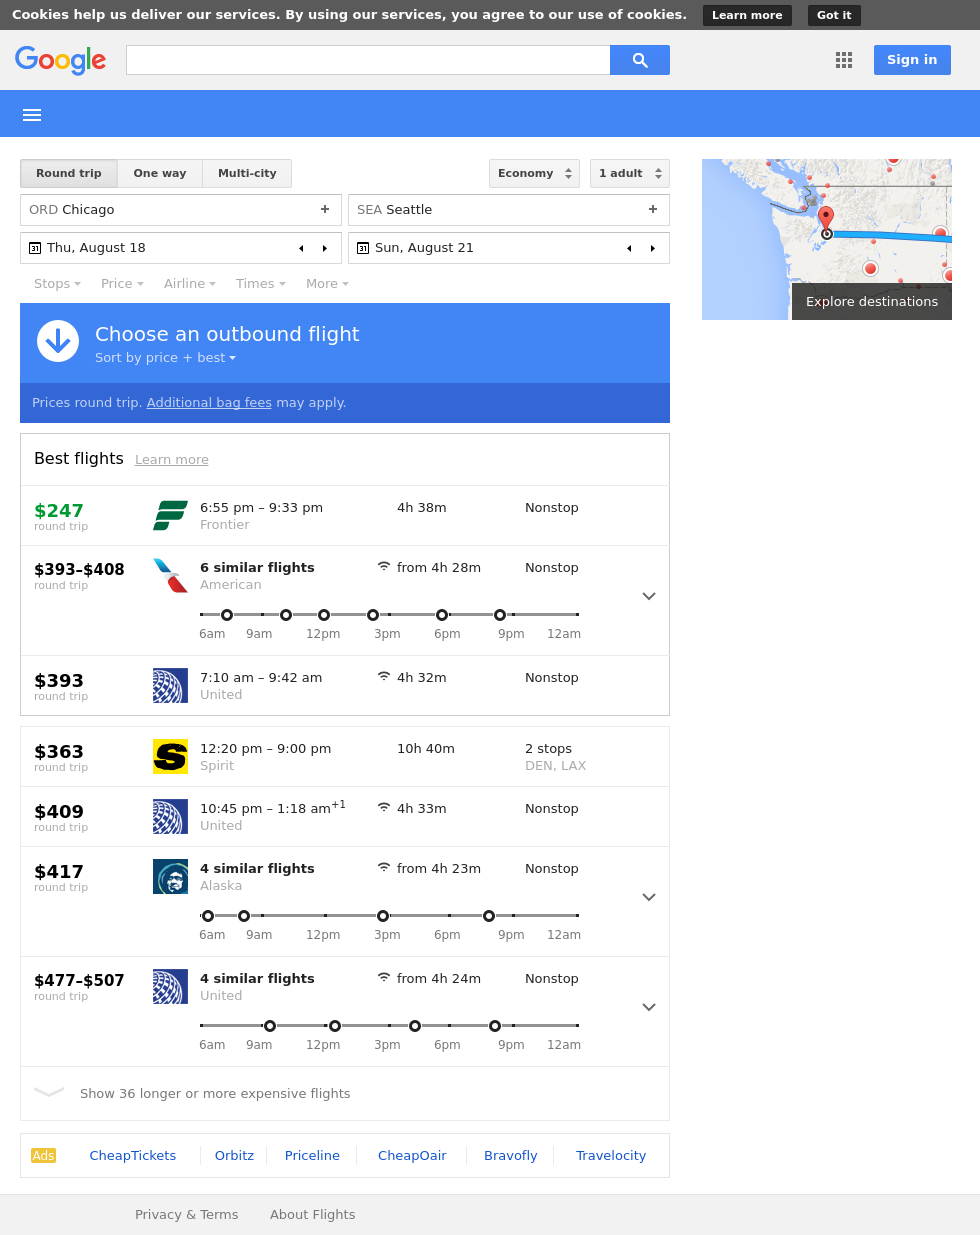 Cookies help us deliver our services. By using our services, you agree to our use of cookies. Learn more Got it
Google Sign in
Round trip One way Multi-city Economy 1 adult
ORD Chicago + SEA Seattle +
31 Thu, August 18 31 Sun, August 21
Stops Price Airline Times More
Explore destinations
Choose an outbound flight
Sort by price + best
Prices round trip. Additional bag fees may apply.
Best flights Learn more
$247 6:55 pm – 9:33 pm 4h 38m Nonstop
round trip Frontier
$393–$408 6 similar flights from 4h 28m Nonstop
round trip American
6am 9am 12pm 3pm 6pm 9pm 12am
$393 7:10 am – 9:42 am 4h 32m Nonstop
round trip United
$363 12:20 pm – 9:00 pm 10h 40m 2 stops
round trip Spirit DEN, LAX
$409 10:45 pm – 1:18 am+1 4h 33m Nonstop
round trip United
$417 4 similar flights from 4h 23m Nonstop
round trip Alaska
6am 9am 12pm 3pm 6pm 9pm 12am
$477–$507 4 similar flights from 4h 24m Nonstop
round trip United
6am 9am 12pm 3pm 6pm 9pm 12am
Show 36 longer or more expensive flights
Ads CheapTickets Orbitz Priceline CheapOair Bravofly Travelocity
Privacy & Terms About Flights